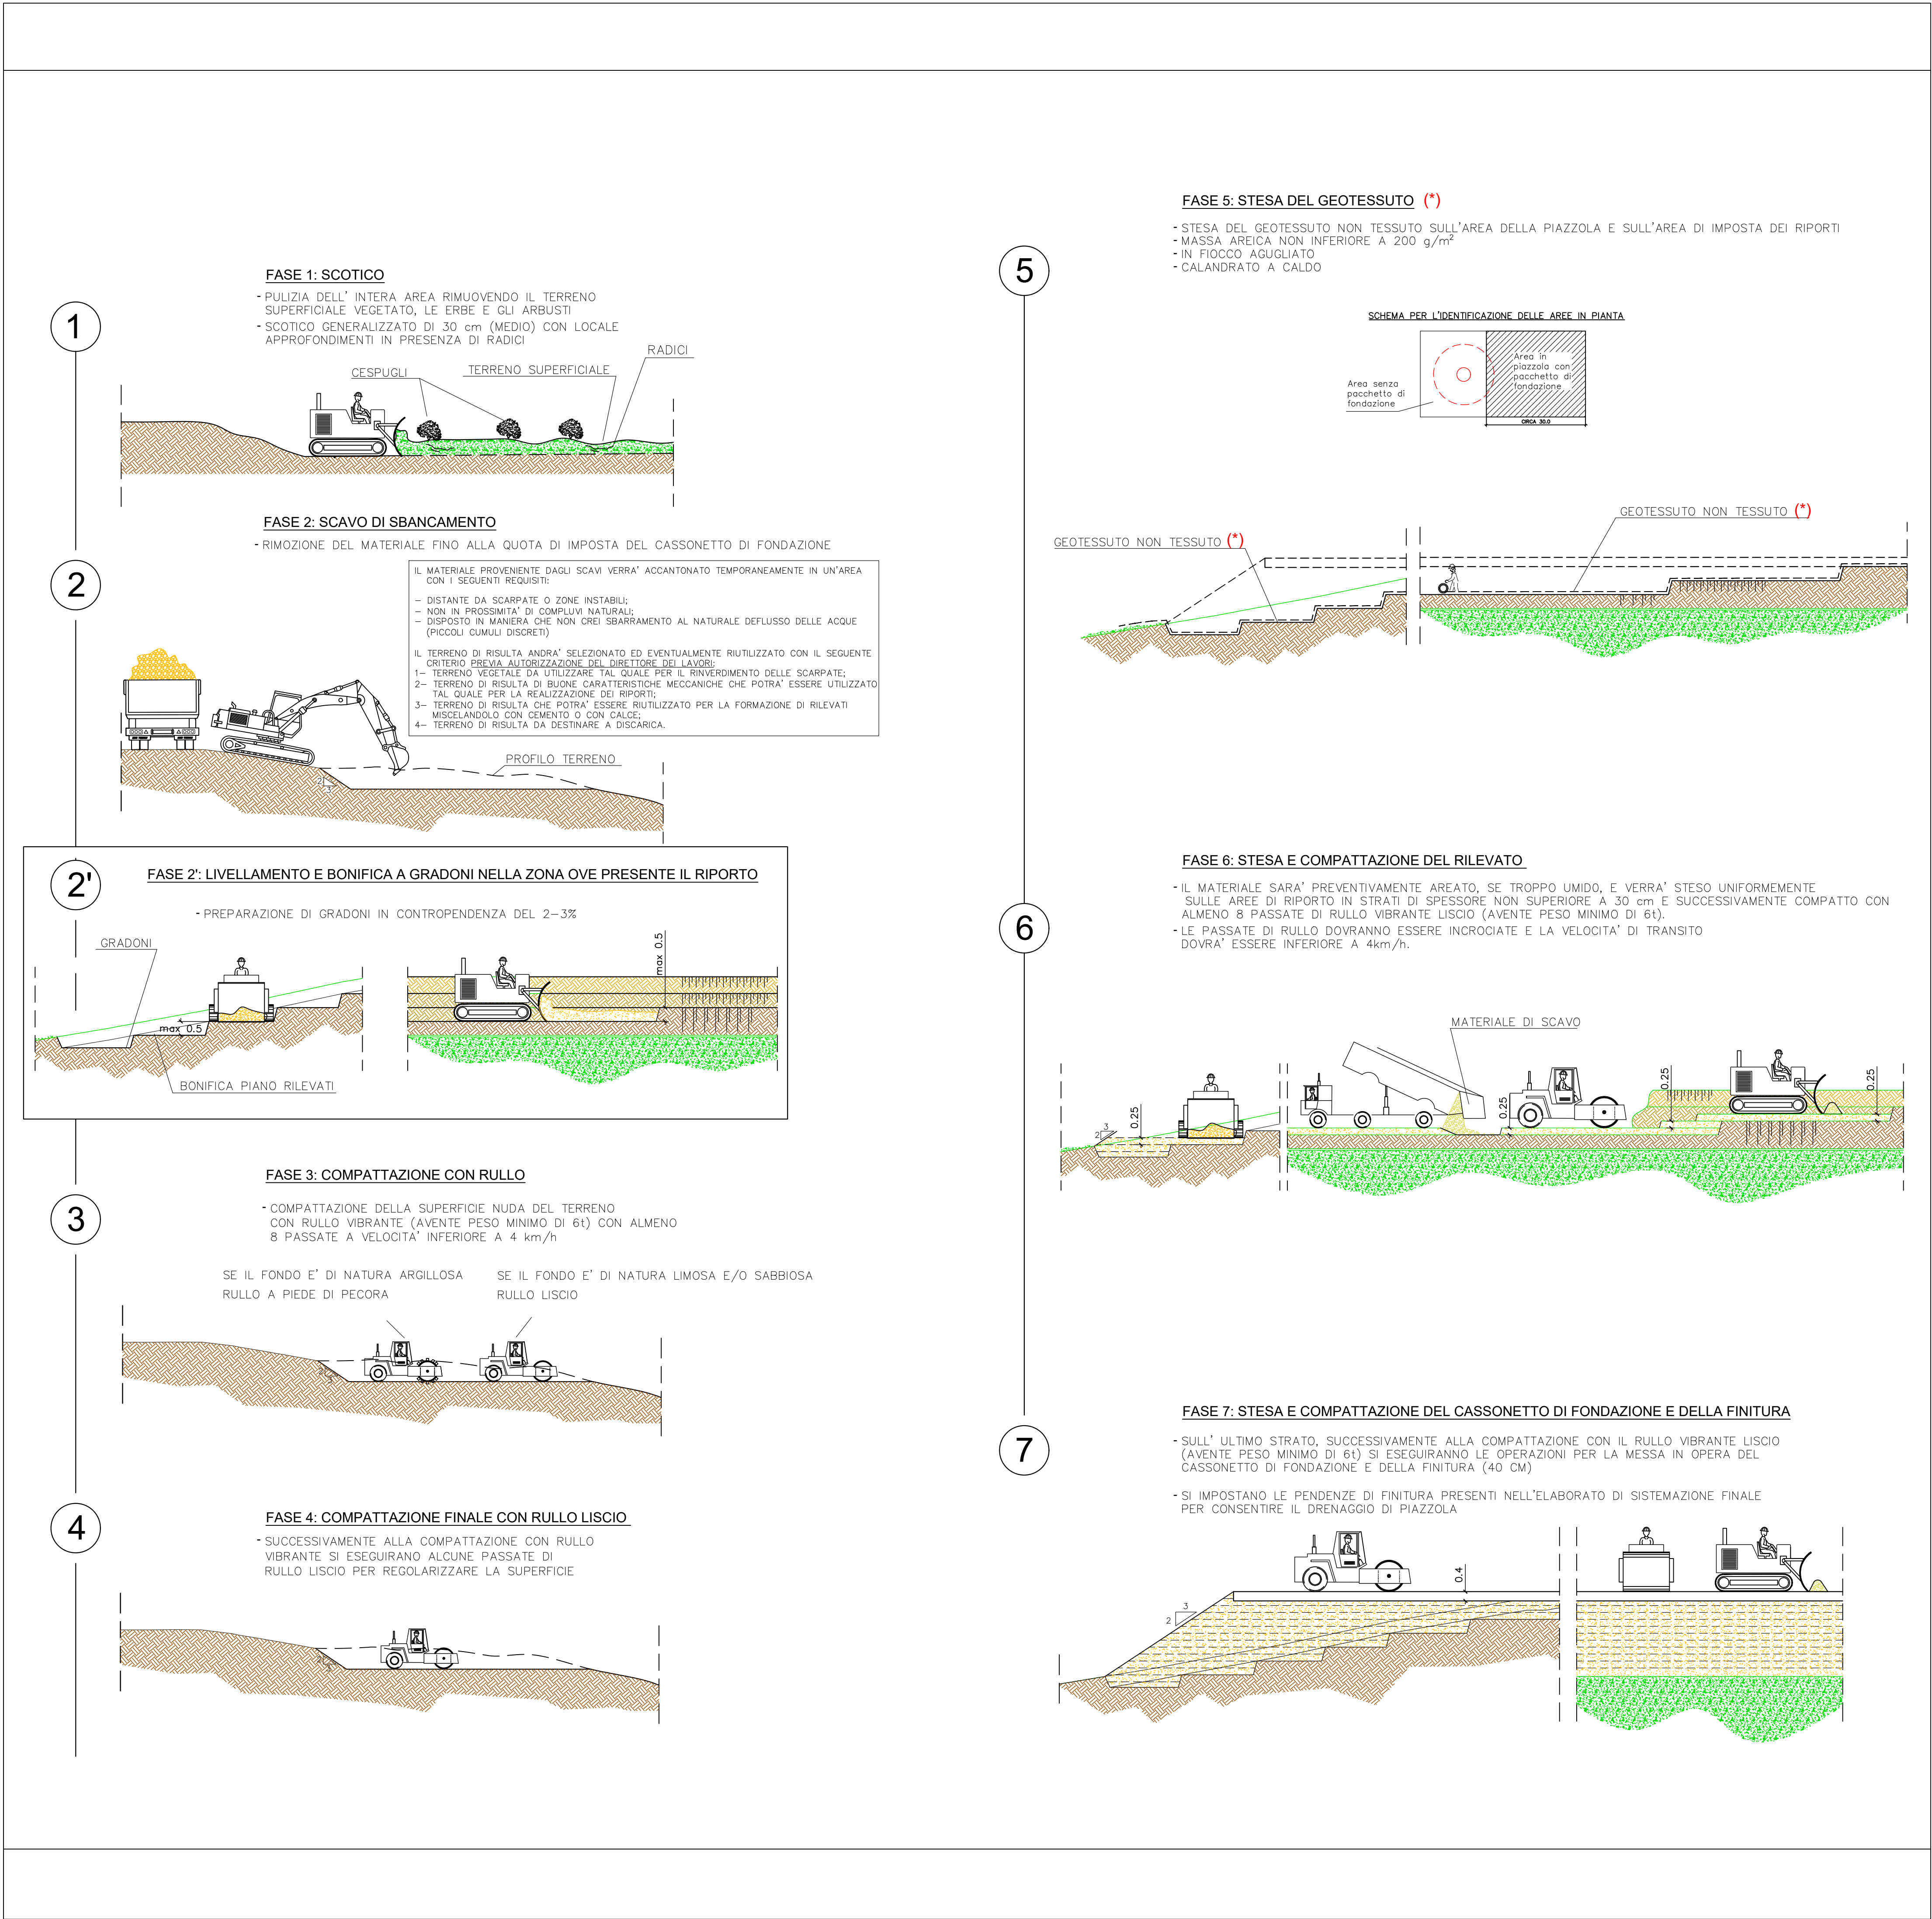 1
FASE 1: SCOTICO
- PULIZIA DELL' INTERA AREA RIMUOVENDO IL TERRENO
SUPERFICIALE VEGETATO, LE ERBE E GLI ARBUSTI
- SCOTICO GENERALIZZATO DI 30 cm (MEDIO) CON LOCALE
APPROFONDIMENTI IN PRESENZA DI RADICI
RADICI
CESPUGLI
TERRENO SUPERFICIALE
2
FASE 2: SCAVO DI SBANCAMENTO
- RIMOZIONE DEL MATERIALE FINO ALLA QUOTA DI IMPOSTA DEL CASSONETTO DI FONDAZIONE
IL MATERIALE PROVENIENTE DAGLI SCAVI VERRA' ACCANTONATO TEMPORANEAMENTE IN UN'AREA
CON I SEGUENTI REQUISITI:
– DISTANTE DA SCARPATE O ZONE INSTABILI;
– NON IN PROSSIMITA' DI COMPLUVI NATURALI;
– DISPOSTO IN MANIERA CHE NON CREI SBARRAMENTO AL NATURALE DEFLUSSO DELLE ACQUE
(PICCOLI CUMULI DISCRETI)
IL TERRENO DI RISULTA ANDRA' SELEZIONATO ED EVENTUALMENTE RIUTILIZZATO CON IL SEGUENTE
CRITERIO PREVIA AUTORIZZAZIONE DEL DIRETTORE DEI LAVORI:
1– TERRENO VEGETALE DA UTILIZZARE TAL QUALE PER IL RINVERDIMENTO DELLE SCARPATE;
2– TERRENO DI RISULTA DI BUONE CARATTERISTICHE MECCANICHE CHE POTRA' ESSERE UTILIZZATO
TAL QUALE PER LA REALIZZAZIONE DEI RIPORTI;
3– TERRENO DI RISULTA CHE POTRA' ESSERE RIUTILIZZATO PER LA FORMAZIONE DI RILEVATI
MISCELANDOLO CON CEMENTO O CON CALCE;
4– TERRENO DI RISULTA DA DESTINARE A DISCARICA.
PROFILO TERRENO
2
3
2'
FASE 2': LIVELLAMENTO E BONIFICA A GRADONI NELLA ZONA OVE PRESENTE IL RIPORTO
- PREPARAZIONE DI GRADONI IN CONTROPENDENZA DEL 2–3%
GRADONI
max 0.5
max 0.5
BONIFICA PIANO RILEVATI
3
FASE 3: COMPATTAZIONE CON RULLO
- COMPATTAZIONE DELLA SUPERFICIE NUDA DEL TERRENO
CON RULLO VIBRANTE (AVENTE PESO MINIMO DI 6t) CON ALMENO
8 PASSATE A VELOCITA' INFERIORE A 4 km/h
SE IL FONDO E' DI NATURA ARGILLOSA
RULLO A PIEDE DI PECORA
SE IL FONDO E' DI NATURA LIMOSA E/O SABBIOSA
RULLO LISCIO
2
3
4
FASE 4: COMPATTAZIONE FINALE CON RULLO LISCIO
- SUCCESSIVAMENTE ALLA COMPATTAZIONE CON RULLO
VIBRANTE SI ESEGUIRANO ALCUNE PASSATE DI
RULLO LISCIO PER REGOLARIZZARE LA SUPERFICIE
2
3
5
FASE 5: STESA DEL GEOTESSUTO (*)
- STESA DEL GEOTESSUTO NON TESSUTO SULL'AREA DELLA PIAZZOLA E SULL'AREA DI IMPOSTA DEI RIPORTI
- MASSA AREICA NON INFERIORE A 200 g/m²
- IN FIOCCO AGUGLIATO
- CALANDRATO A CALDO
SCHEMA PER L'IDENTIFICAZIONE DELLE AREE IN PIANTA
Area in
piazzola con
pacchetto di
fondazione
Area senza
pacchetto di
fondazione
CIRCA 30.0
GEOTESSUTO NON TESSUTO (*)
GEOTESSUTO NON TESSUTO (*)
6
FASE 6: STESA E COMPATTAZIONE DEL RILEVATO
- IL MATERIALE SARA' PREVENTIVAMENTE AREATO, SE TROPPO UMIDO, E VERRA' STESO UNIFORMEMENTE
SULLE AREE DI RIPORTO IN STRATI DI SPESSORE NON SUPERIORE A 30 cm E SUCCESSIVAMENTE COMPATTO CON
ALMENO 8 PASSATE DI RULLO VIBRANTE LISCIO (AVENTE PESO MINIMO DI 6t).
- LE PASSATE DI RULLO DOVRANNO ESSERE INCROCIATE E LA VELOCITA' DI TRANSITO
DOVRA' ESSERE INFERIORE A 4km/h.
MATERIALE DI SCAVO
3
2
0.25
0.25
0.25
0.25
7
FASE 7: STESA E COMPATTAZIONE DEL CASSONETTO DI FONDAZIONE E DELLA FINITURA
- SULL' ULTIMO STRATO, SUCCESSIVAMENTE ALLA COMPATTAZIONE CON IL RULLO VIBRANTE LISCIO
(AVENTE PESO MINIMO DI 6t) SI ESEGUIRANNO LE OPERAZIONI PER LA MESSA IN OPERA DEL
CASSONETTO DI FONDAZIONE E DELLA FINITURA (40 CM)
- SI IMPOSTANO LE PENDENZE DI FINITURA PRESENTI NELL'ELABORATO DI SISTEMAZIONE FINALE
PER CONSENTIRE IL DRENAGGIO DI PIAZZOLA
0.4
3
2